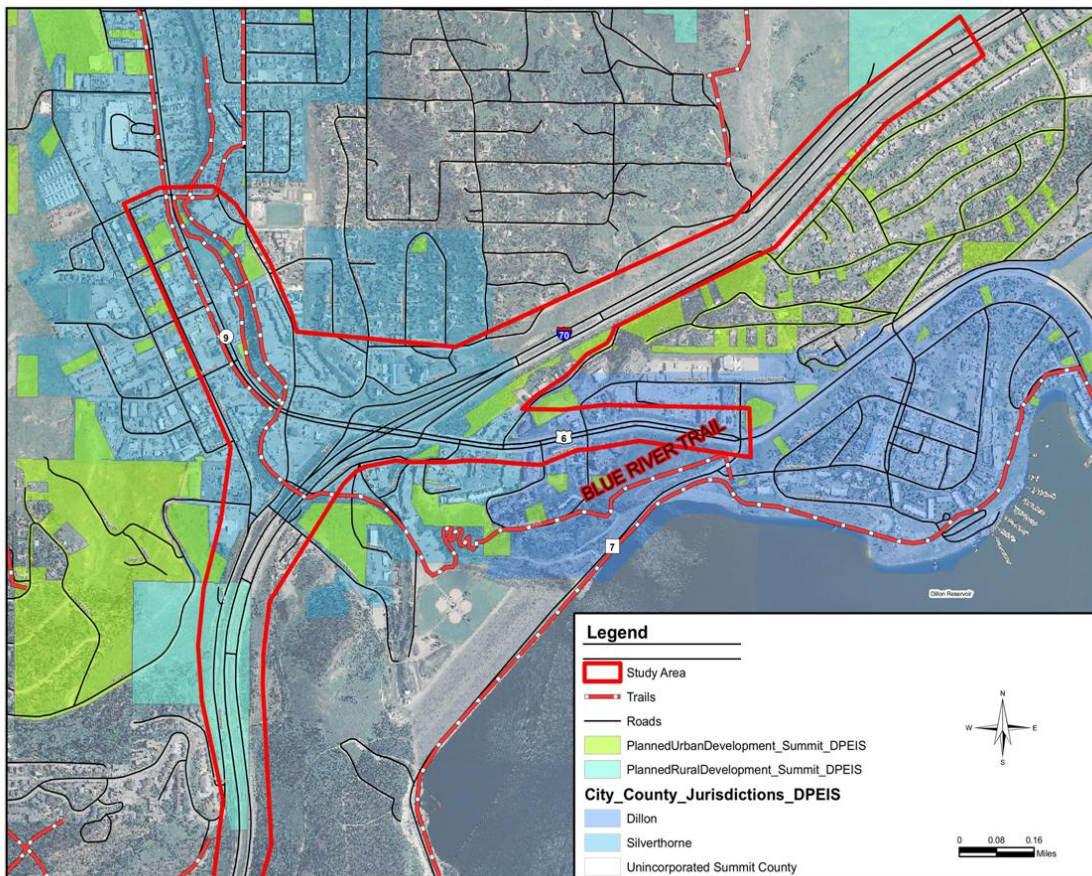 9
70
6
BLUE RIVER TRAIL
7
Dillon Reservoir
Legend
Study Area
Trails
Roads
PlannedUrbanDevelopment_Summit_DPEIS
PlannedRuralDevelopment_Summit_DPEIS
City_County_Jurisdictions_DPEIS
Dillon
Silverthorne
Unincorporated Summit County
N
W E
S
0 0.08 0.16
Miles